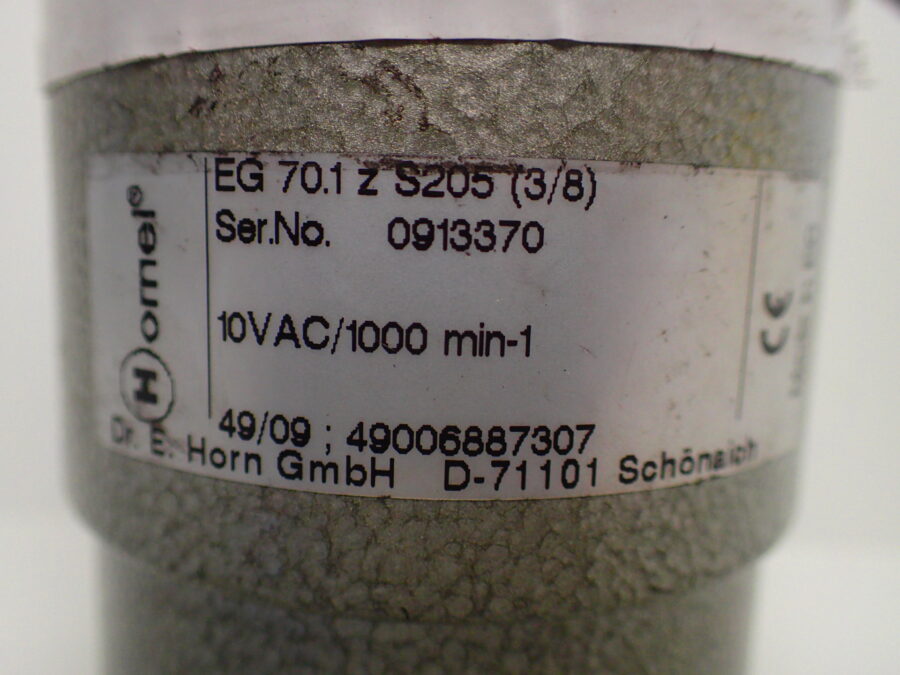 Homel®
EG 70.1 z S205 (3/8)
Ser.No. 0913370
10VAC/1000 min-1
49/09 ; 49006887307
Dr. E. Horn GmbH D-71101 Schönaich
CE